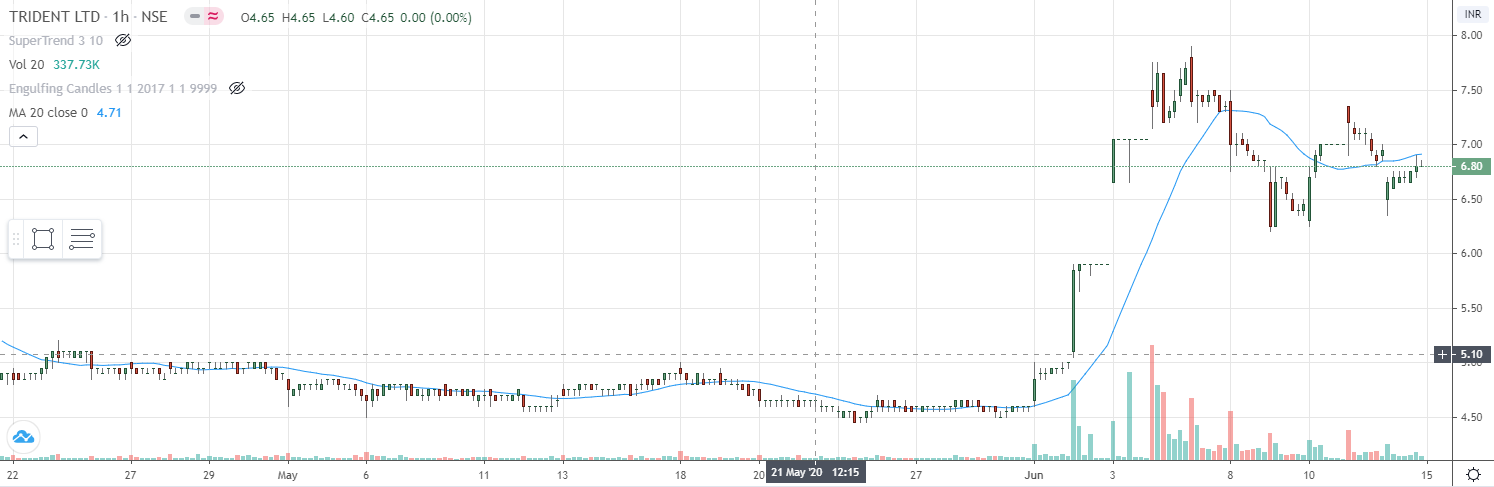 TRIDENT LTD · 1h · NSE O4.65 H4.65 L4.60 C4.65 0.00 (0.00%)
INR
SuperTrend 3 10
8.00
Vol 20 337.73K
Engulfing Candles 1 1 2017 1 1 9999
7.50
MA 20 close 0 4.71
7.00
6.80
6.50
6.00
5.50
5.10
5.00
4.50
22 27 29 May 6 11 13 18 20 21 May '20 12:15 27 Jun 3 8 10 15